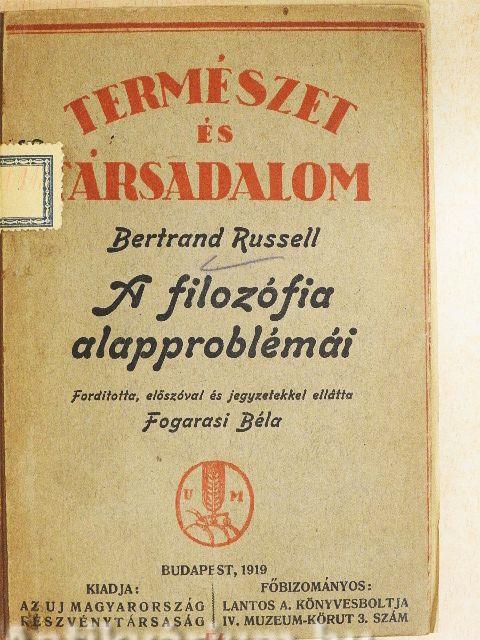 TERMÉSZET
ÉS
TÁRSADALOM
Bertrand Russell
A filozófia
alapproblémái
Fordította, előszóval és jegyzetekkel ellátta
Fogarasi Béla
U M
BUDAPEST, 1919
KIADJA:
AZ UJ MAGYARORSZÁG
RÉSZVÉNYTÁRSASÁG
FŐBIZOMÁNYOS:
LANTOS A. KÖNYVESBOLTJA
IV. MUZEUM-KÖRUT 3. SZÁM